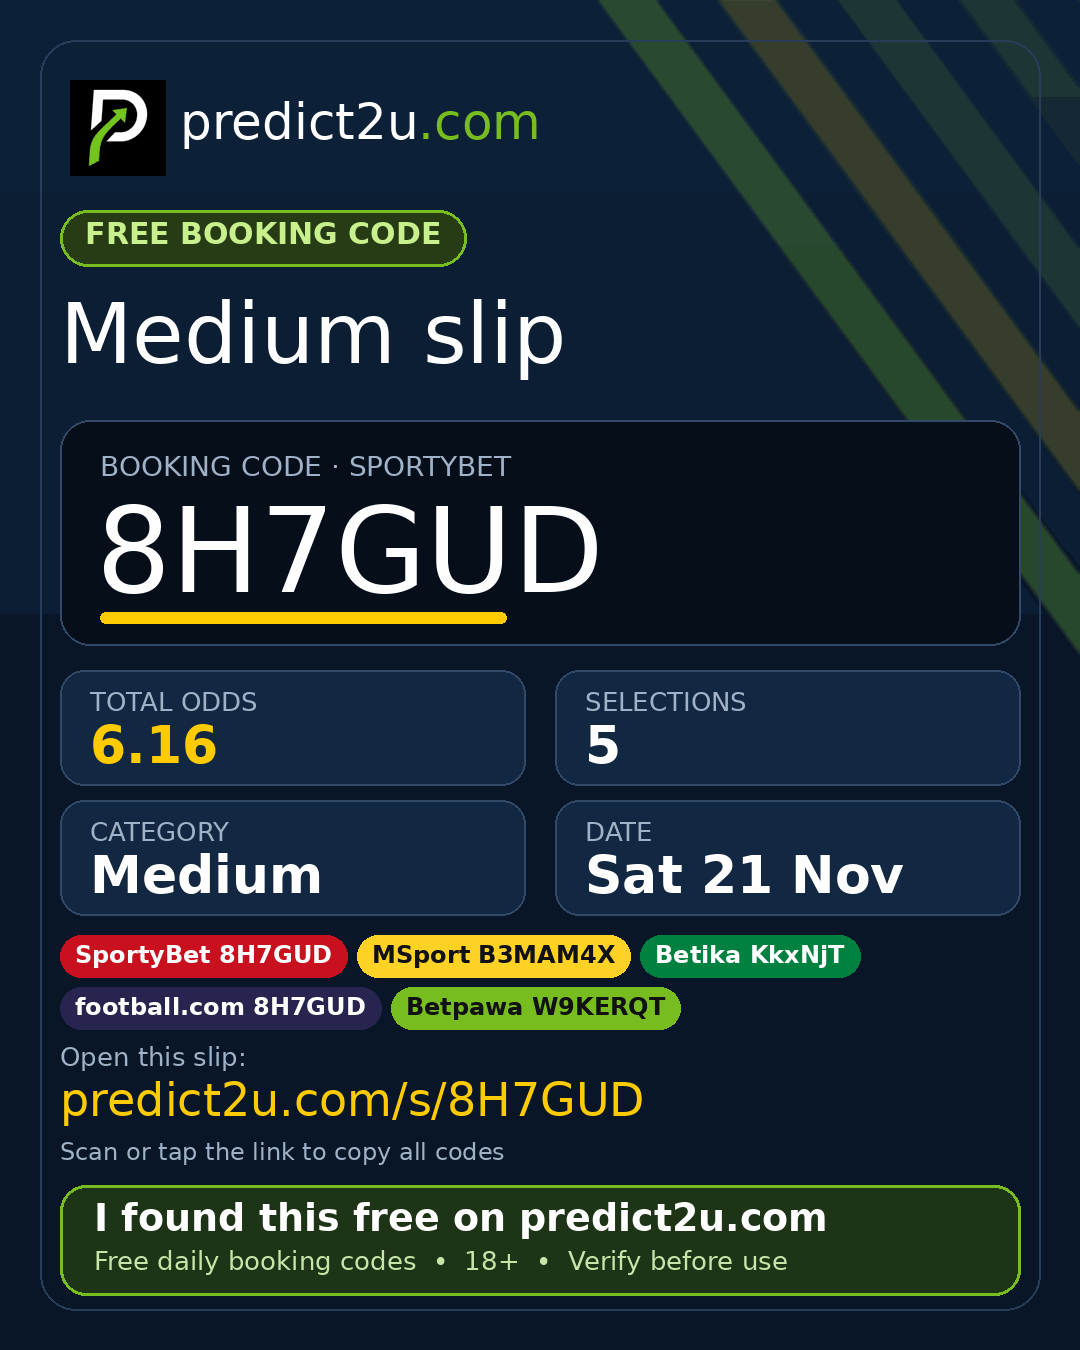 predict2u.com
FREE BOOKING CODE
Medium slip
BOOKING CODE · SPORTYBET
8H7GUD
TOTAL ODDS
6.16
SELECTIONS
5
CATEGORY
Medium
DATE
Sat 21 Nov
SportyBet 8H7GUD MSport B3MAM4X Betika KkxNjT
football.com 8H7GUD Betpawa W9KERQT
Open this slip:
predict2u.com/s/8H7GUD
Scan or tap the link to copy all codes
I found this free on predict2u.com
Free daily booking codes • 18+ • Verify before use